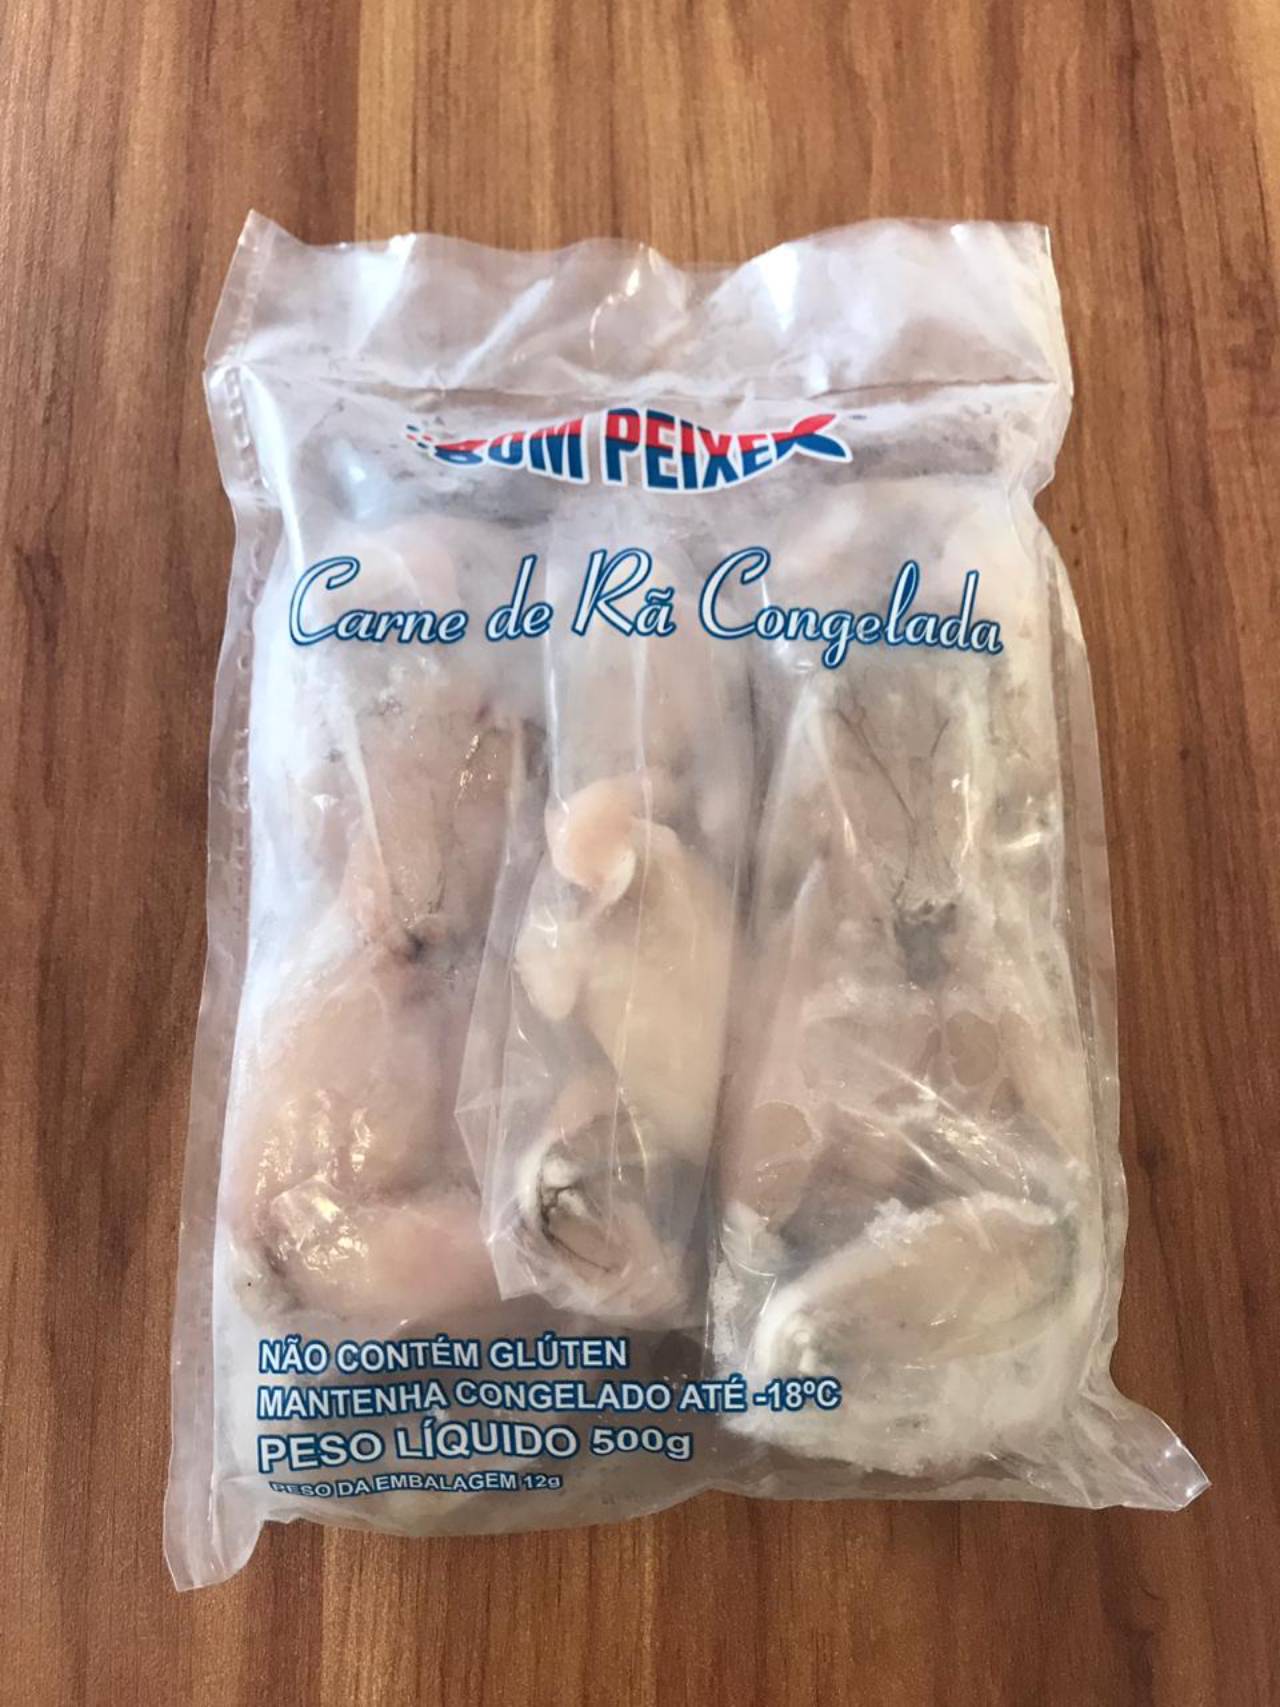 BOM PEIXE
Carne de Rã Congelada
NÃO CONTÉM GLÚTEN
MANTENHA CONGELADO ATÉ -18ºC
PESO LÍQUIDO 500g
PESO DA EMBALAGEM 12g